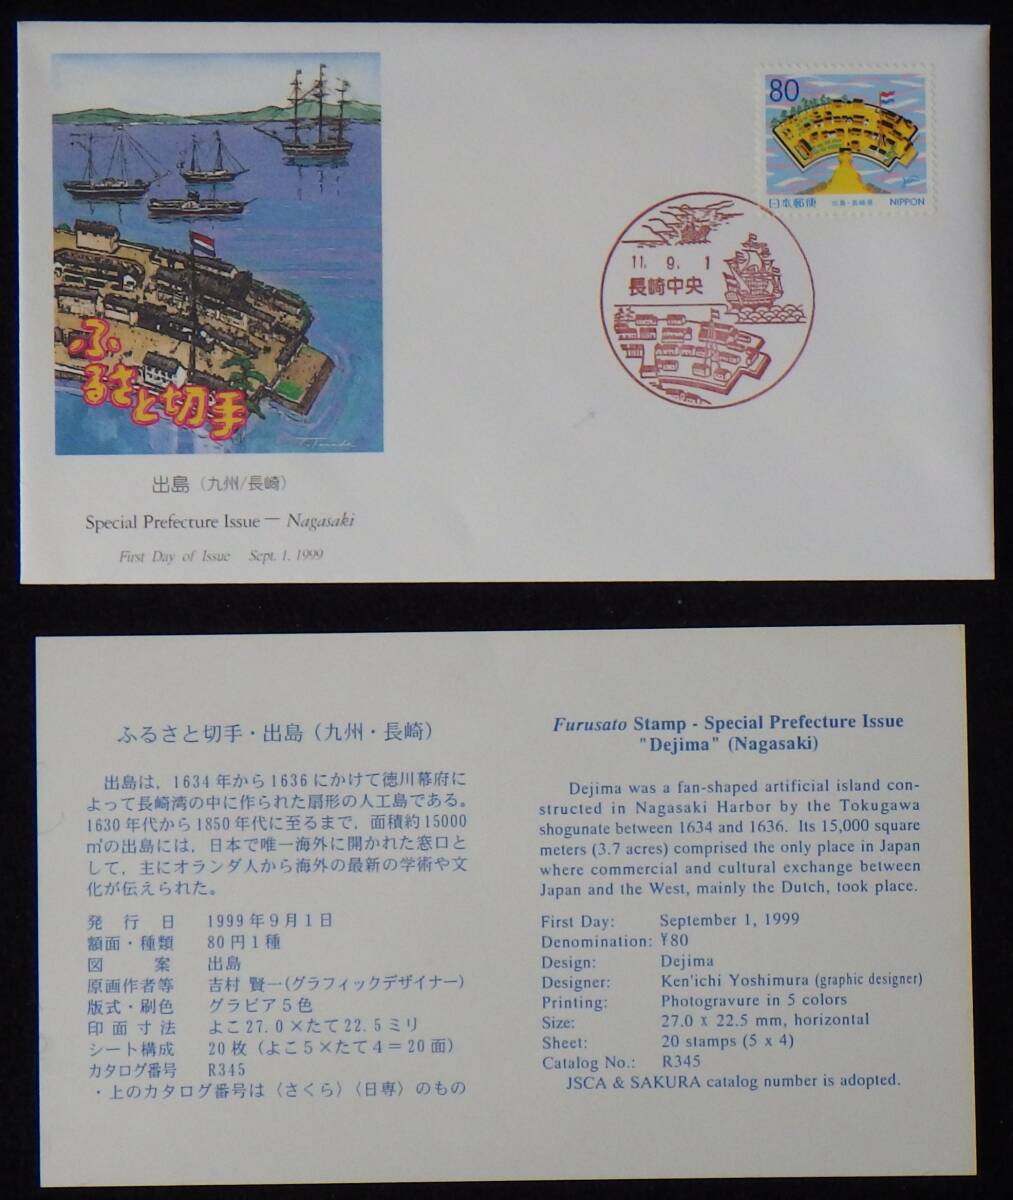 ふるさと切手
出島（九州/長崎）
Special Prefecture Issue — Nagasaki
First Day of Issue Sept. 1. 1999
80
日本郵便 出島・長崎県 NIPPON
11. 9. 1
長崎中央
ふるさと切手・出島（九州・長崎）
出島は，1634年から1636にかけて徳川幕府に
よって長崎湾の中に作られた扇形の人工島である。
1630年代から1850年代に至るまで，面積約15000
㎡の出島には，日本で唯一海外に開かれた窓口と
して，主にオランダ人から海外の最新の学術や文
化が伝えられた。
発行日 1999年9月1日
額面・種類 80円1種
図案 出島
原画作者等 吉村 賢一(グラフィックデザイナー)
版式・刷色 グラビア5色
印面寸法 よこ27.0×たて22.5ミリ
シート構成 20枚（よこ5×たて4＝20面）
カタログ番号 R345
・上のカタログ番号は〈さくら〉〈日専〉のもの
Furusato Stamp - Special Prefecture Issue
"Dejima" (Nagasaki)
Dejima was a fan-shaped artificial island con-
structed in Nagasaki Harbor by the Tokugawa
shogunate between 1634 and 1636. Its 15,000 square
meters (3.7 acres) comprised the only place in Japan
where commercial and cultural exchange between
Japan and the West, mainly the Dutch, took place.
First Day: September 1, 1999
Denomination: ¥80
Design: Dejima
Designer: Ken'ichi Yoshimura (graphic designer)
Printing: Photogravure in 5 colors
Size: 27.0 x 22.5 mm, horizontal
Sheet: 20 stamps (5 x 4)
Catalog No.: R345
JSCA & SAKURA catalog number is adopted.